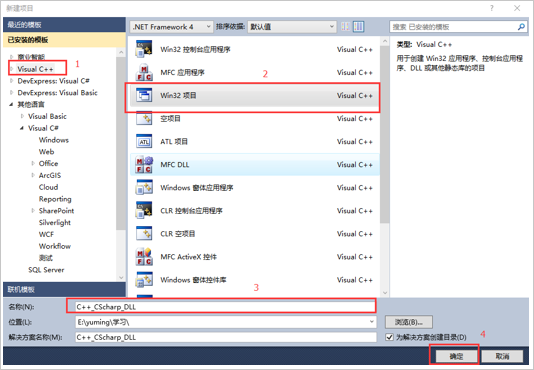 新建项目
最近的模板
已安装的模板
商业智能
Visual C++
1
DevExpress: Visual C#
DevExpress: Visual Basic
其他语言
Visual Basic
Visual C#
Windows
Web
Office
ArcGIS
Cloud
Reporting
SharePoint
Silverlight
WCF
Workflow
测试
SQL Server
联机模板
.NET Framework 4
排序依据: 默认值
Win32 控制台应用程序 Visual C++
MFC 应用程序 Visual C++
2
Win32 项目 Visual C++
空项目 Visual C++
ATL 项目 Visual C++
MFC DLL Visual C++
Windows 窗体应用程序 Visual C++
CLR 控制台应用程序 Visual C++
CLR 空项目 Visual C++
MFC ActiveX 控件 Visual C++
Windows 窗体控件库 Visual C++
搜索 已安装的模板
类型: Visual C++
用于创建 Win32 应用程序、控制台应用程序、DLL 或其他静态库的项目
3
名称(N): C++_CScharp_DLL
位置(L): E:\yuming\学习\
浏览(B)...
解决方案名称(M): C++_CScharp_DLL
为解决方案创建目录(D)
4
确定
取消